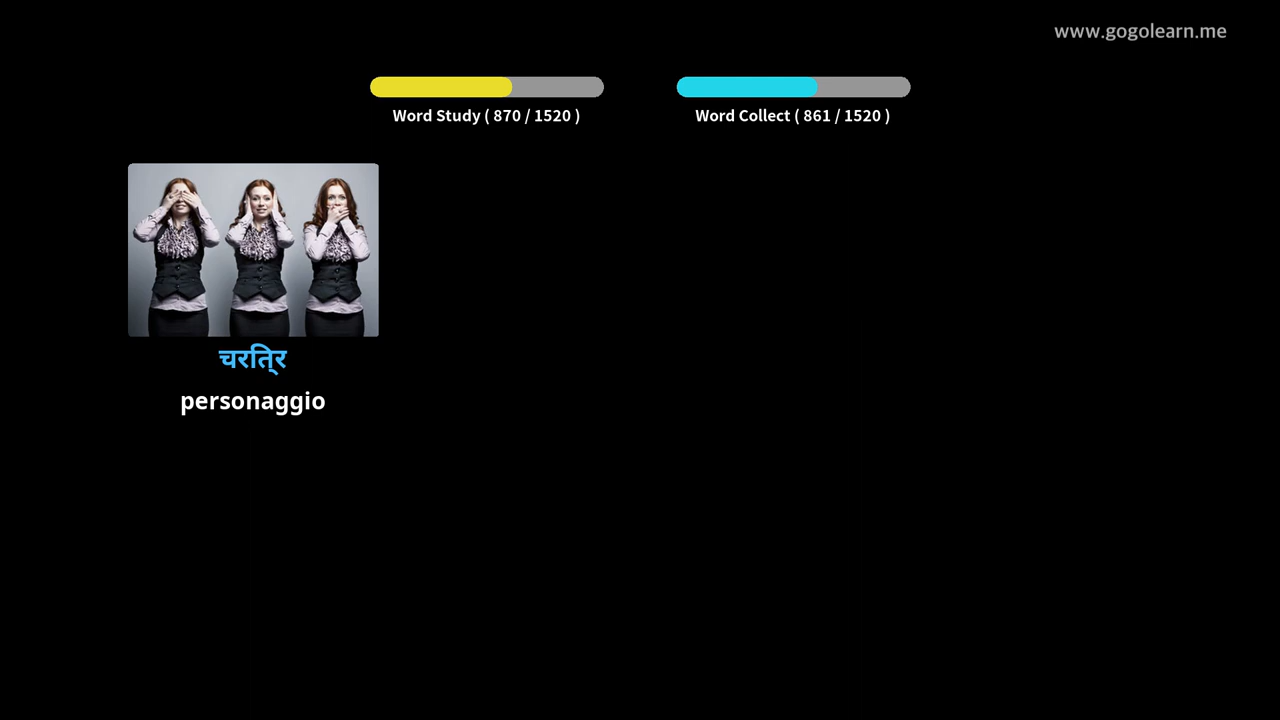 www.gogolearn.me
Word Study ( 870 / 1520 )
Word Collect ( 861 / 1520 )
चरित्र
personaggio